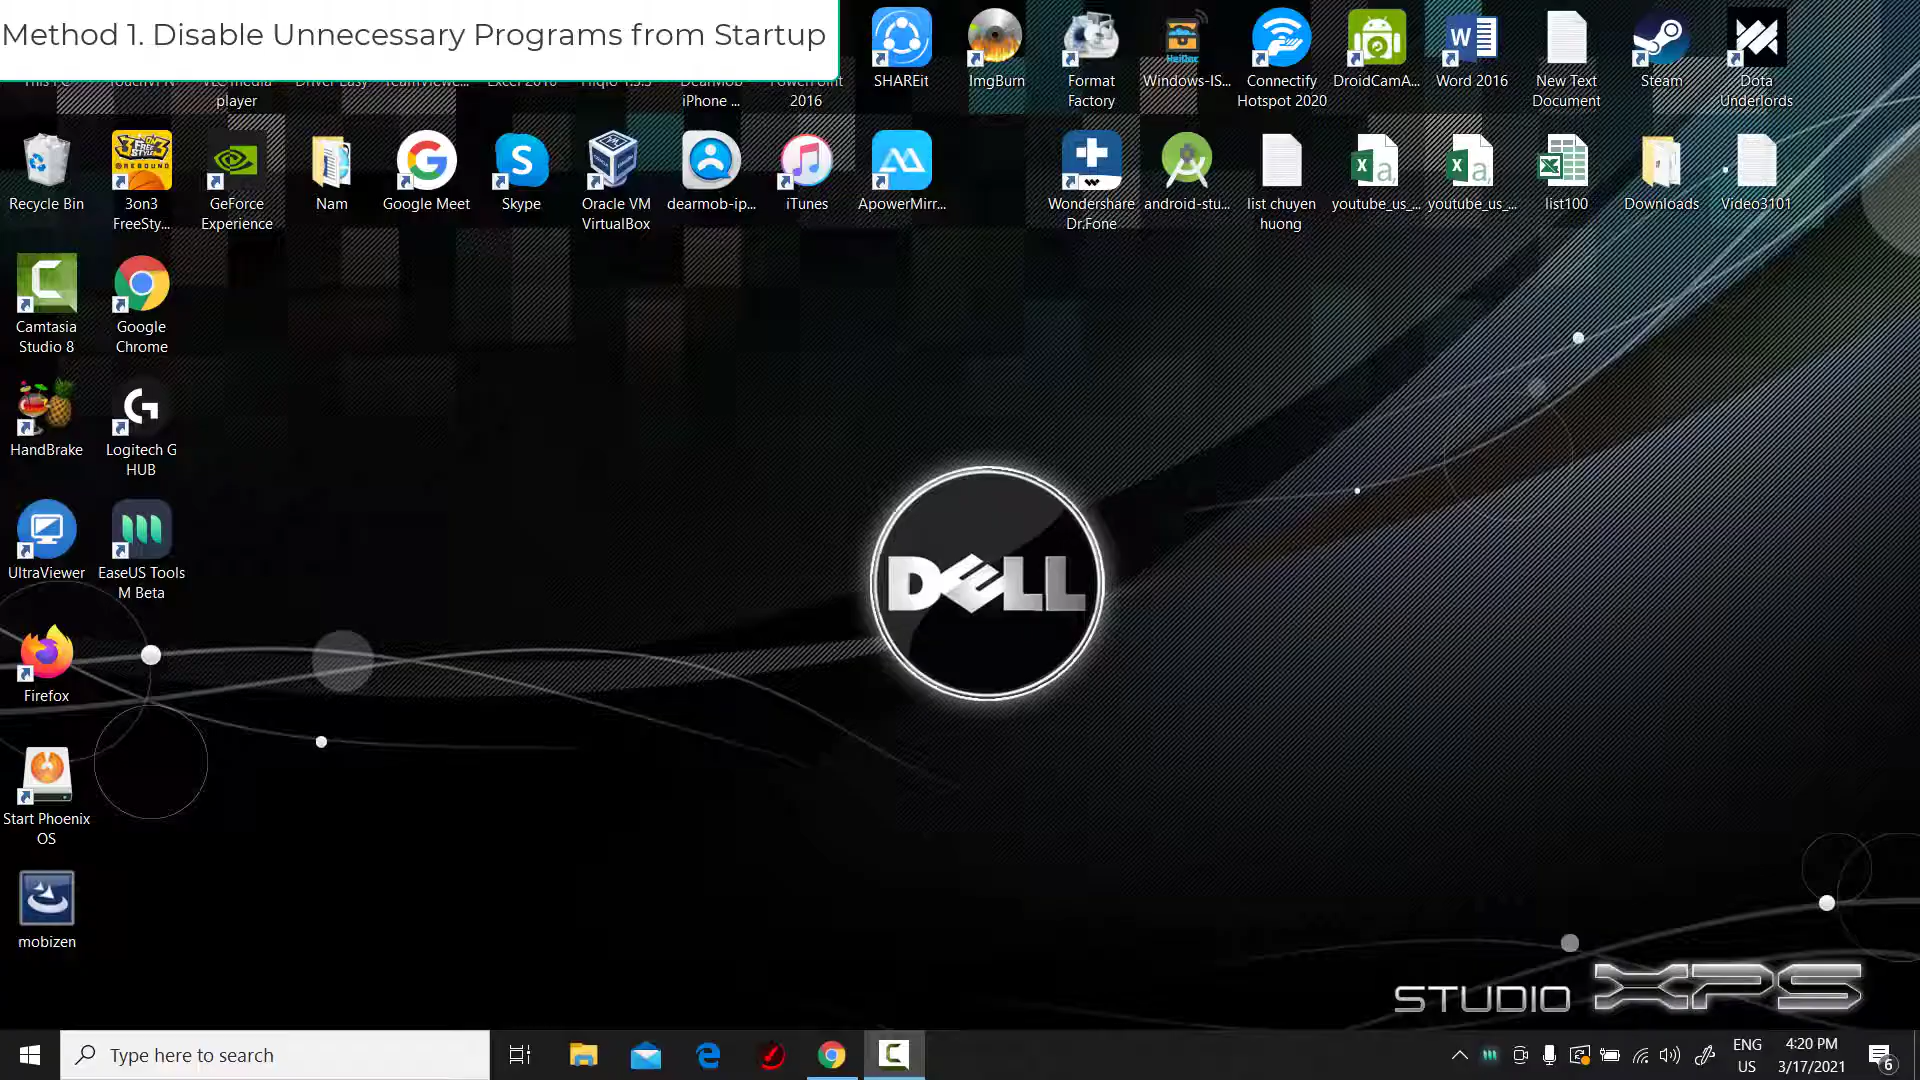 Method 1. Disable Unnecessary Programs from Startup
SHAREit
ImgBurn
Format
Factory
Windows-IS...
Connectify
Hotspot 2020
DroidCamA...
Word 2016
New Text
Document
Steam
Dota
Underlords
player
iPhone ...
2016
Recycle Bin
3on3
FreeSty...
GeForce
Experience
Nam
Google Meet
Skype
Oracle VM
VirtualBox
dearmob-ip...
iTunes
ApowerMirr...
Wondershare
Dr.Fone
android-stu...
list chuyen
huong
youtube_us_...
youtube_us_...
list100
Downloads
Video3101
Camtasia
Studio 8
Google
Chrome
HandBrake
Logitech G
HUB
UltraViewer
EaseUS Tools
M Beta
Firefox
Start Phoenix
OS
mobizen
DELL
STUDIO XPS
Type here to search
ENG
US
4:20 PM
3/17/2021
6